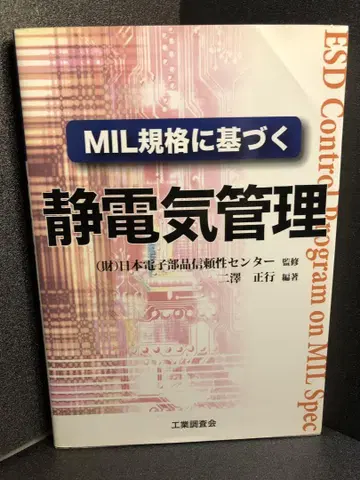 MIL規格に基づく
静電気管理
(財)日本電子部品信頼性センター 監修
二澤 正行 編著
工業調査会
ESD Control Program on MIL Spec